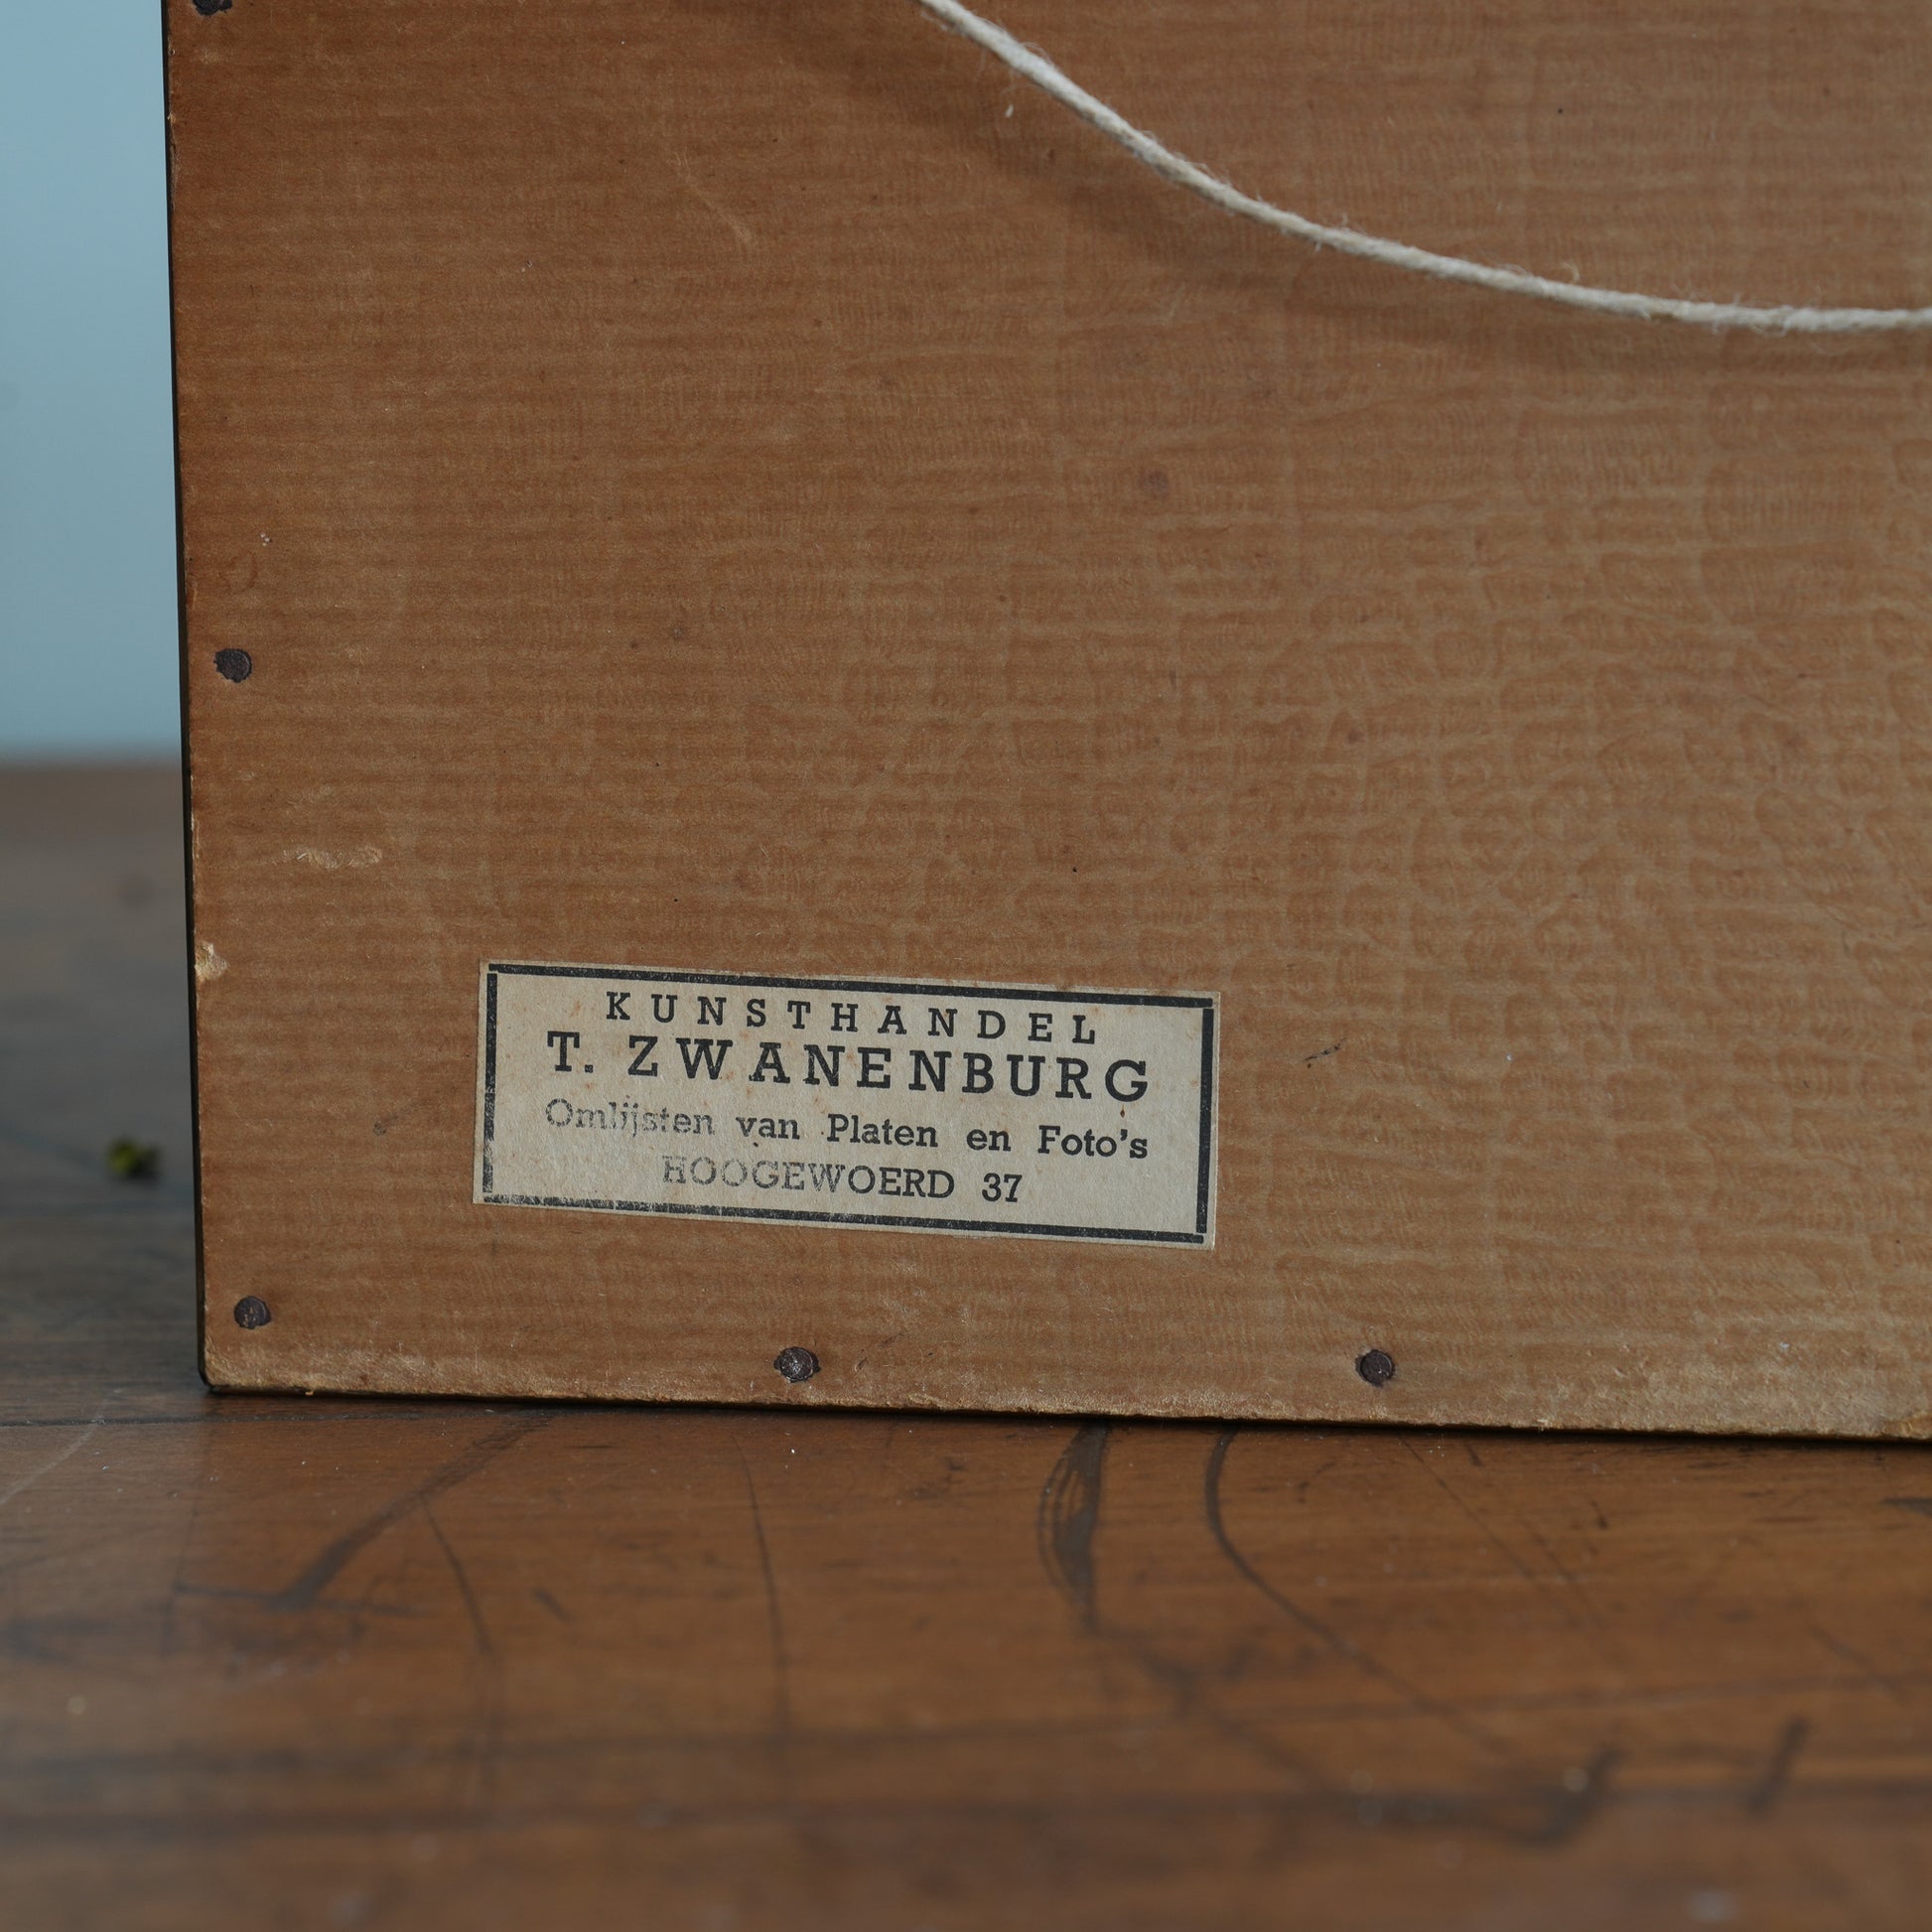 KUNSTHANDEL
T. ZWANENBURG
Omlijsten van Platen en Foto's
HOOGEWOERD 37